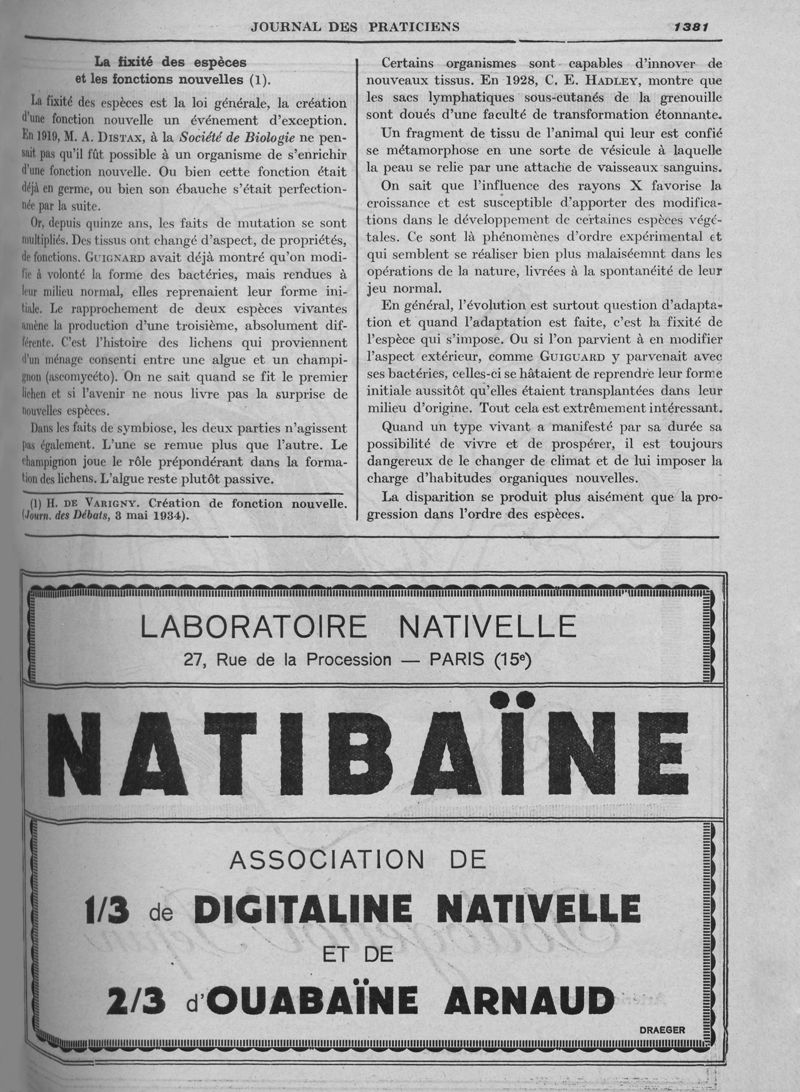 JOURNAL DES PRATICIENS
1381
La fixité des espèces
et les fonctions nouvelles (1).
La fixité des espèces est la loi générale, la création
d'une fonction nouvelle un événement d'exception.
En 1919, M. A. DISTAX, à la Société de Biologie ne pen-
sait pas qu'il fût possible à un organisme de s'enrichir
d'une fonction nouvelle. Ou bien cette fonction était
déjà en germe, ou bien son ébauche s'était perfection-
née par la suite.
Or, depuis quinze ans, les faits de mutation se sont
multipliés. Des tissus ont changé d'aspect, de propriétés,
de fonctions. GUIGNARD avait déjà montré qu'on modi-
fie à volonté la forme des bactéries, mais rendues à
leur milieu normal, elles reprenaient leur forme ini-
tiale. Le rapprochement de deux espèces vivantes
amène la production d'une troisième, absolument dif-
férente. C'est l'histoire des lichens qui proviennent
d'un ménage consenti entre une algue et un champi-
gnon (ascomycéto). On ne sait quand se fit le premier
lichen et si l'avenir ne nous livre pas la surprise de
nouvelles espèces.
Dans les faits de symbiose, les deux parties n'agissent
pas également. L'une se remue plus que l'autre. Le
champignon joue le rôle prépondérant dans la forma-
tion des lichens. L'algue reste plutôt passive.
(1) H. DE VARIGNY. Création de fonction nouvelle.
(Journ. des Débats, 3 mai 1934).
Certains organismes sont capables d'innover de
nouveaux tissus. En 1928, C. E. HADLEY, montre que
les sacs lymphatiques sous-cutanés de la grenouille
sont doués d'une faculté de transformation étonnante.
Un fragment de tissu de l'animal qui leur est confié
se métamorphose en une sorte de vésicule à laquelle
la peau se relie par une attache de vaisseaux sanguins.
On sait que l'influence des rayons X favorise la
croissance et est susceptible d'apporter des modifica-
tions dans le développement de certaines espèces végé-
tales. Ce sont là phénomènes d'ordre expérimental et
qui semblent se réaliser bien plus malaiséemnt dans les
opérations de la nature, livrées à la spontanéité de leur
jeu normal.
En général, l'évolution est surtout question d'adapta-
tion et quand l'adaptation est faite, c'est la fixité de
l'espèce qui s'impose. Ou si l'on parvient à en modifier
l'aspect extérieur, comme GUIGUARD y parvenait avec
ses bactéries, celles-ci se hâtaient de reprendre leur forme
initiale aussitôt qu'elles étaient transplantées dans leur
milieu d'origine. Tout cela est extrêmement intéressant.
Quand un type vivant a manifesté par sa durée sa
possibilité de vivre et de prospérer, il est toujours
dangereux de le changer de climat et de lui imposer la
charge d'habitudes organiques nouvelles.
La disparition se produit plus aisément que la pro-
gression dans l'ordre des espèces.
LABORATOIRE NATIVELLE
27, Rue de la Procession — PARIS (15e)
NATIBAÏNE
ASSOCIATION DE
1/3 de DIGITALINE NATIVELLE
ET DE
2/3 d'OUABAÏNE ARNAUD
DRAEGER